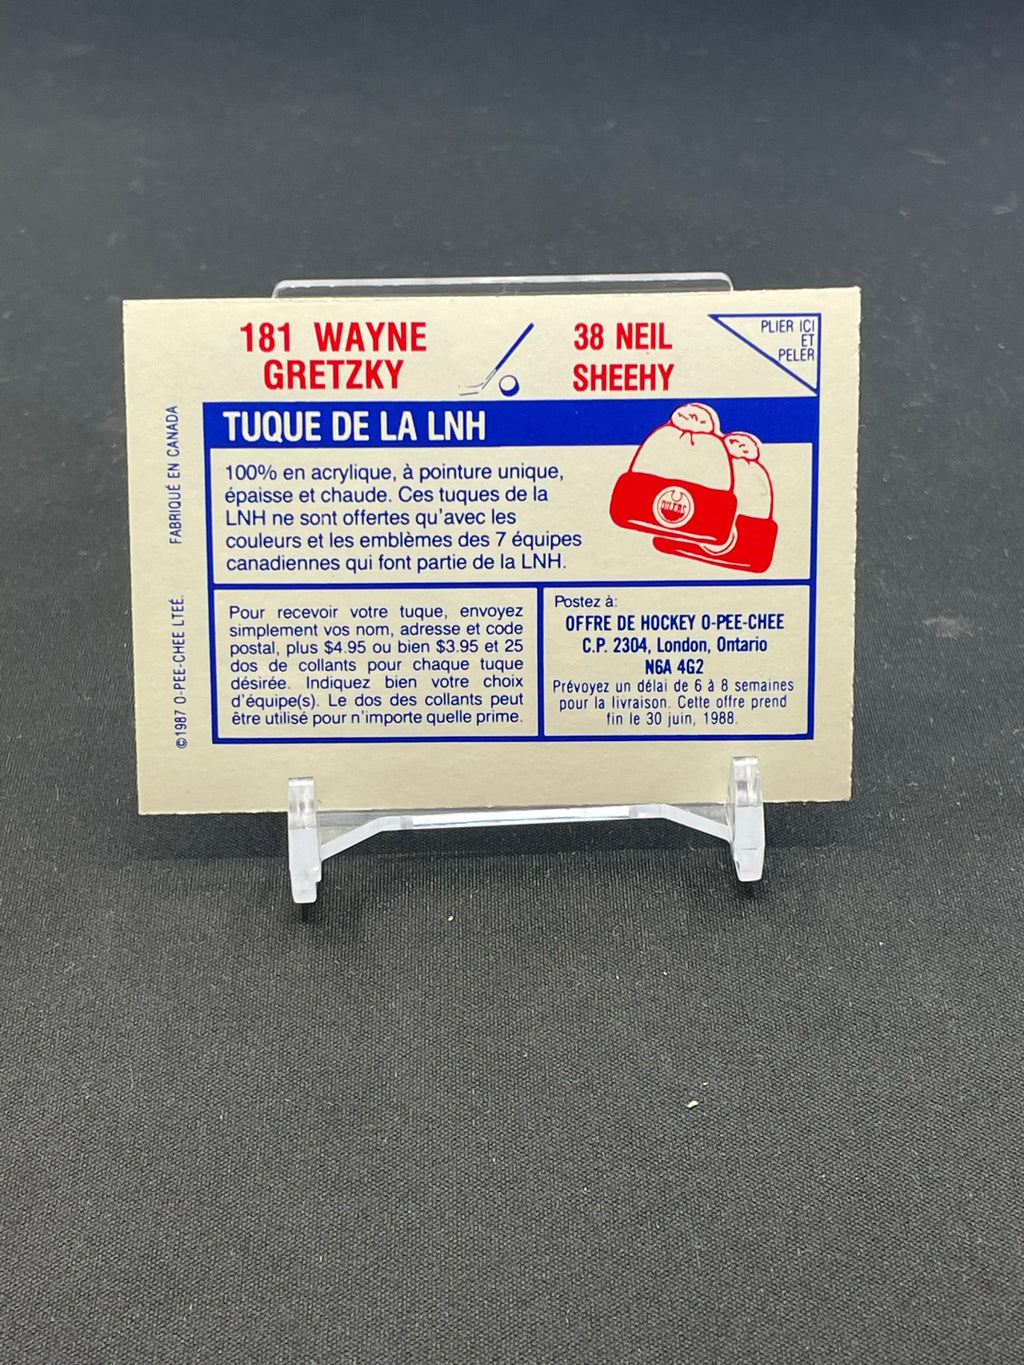 181 WAYNE
GRETZKY
38 NEIL
SHEEHY
PLIER ICI
ET
PELER
TUQUE DE LA LNH
100% en acrylique, à pointure unique,
épaisse et chaude. Ces tuques de la
LNH ne sont offertes qu'avec les
couleurs et les emblèmes des 7 équipes
canadiennes qui font partie de la LNH.
OILERS
Pour recevoir votre tuque, envoyez
simplement vos nom, adresse et code
postal, plus $4.95 ou bien $3.95 et 25
dos de collants pour chaque tuque
désirée. Indiquez bien votre choix
d'équipe(s). Le dos des collants peut
être utilisé pour n'importe quelle prime.
Postez à:
OFFRE DE HOCKEY O-PEE-CHEE
C.P. 2304, London, Ontario
N6A 4G2
Prévoyez un délai de 6 à 8 semaines
pour la livraison. Cette offre prend
fin le 30 juin, 1988.
©1987 O-PEE-CHEE LTEÉ. FABRIQUÉ EN CANADA